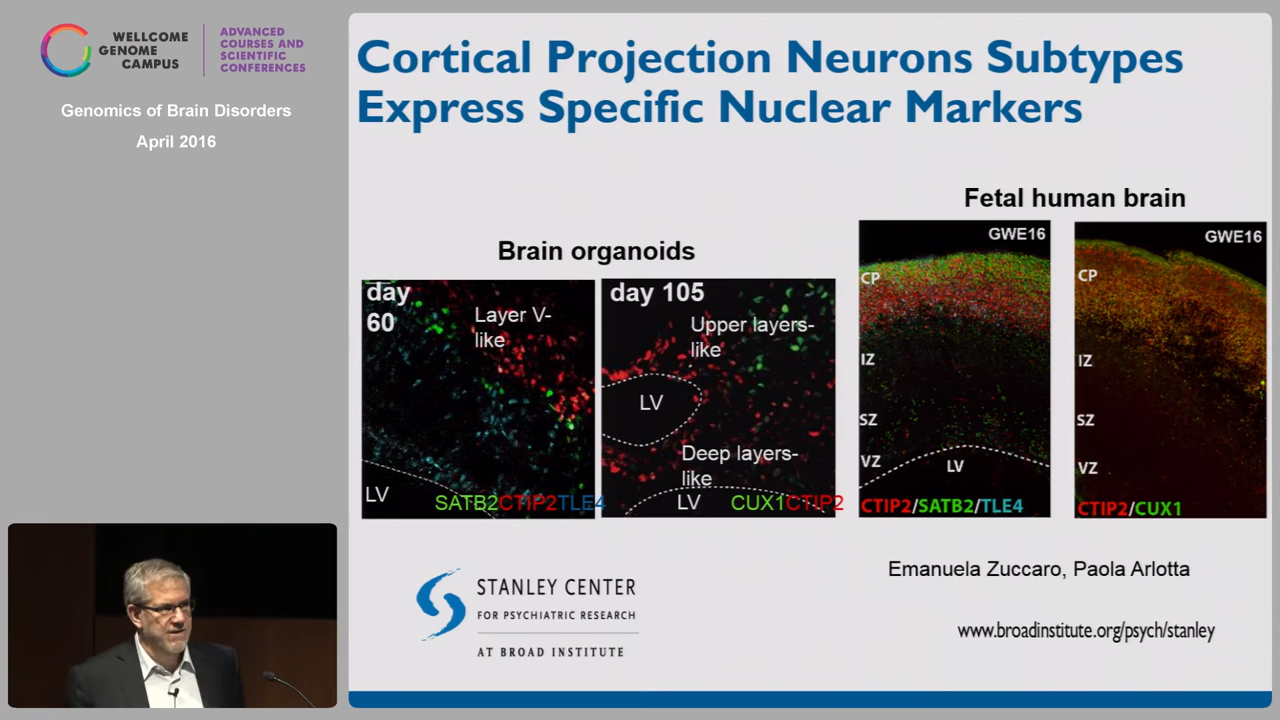 WELLCOME
GENOME
CAMPUS
ADVANCED
COURSES AND
SCIENTIFIC
CONFERENCES
Genomics of Brain Disorders
April 2016
Cortical Projection Neurons Subtypes
Express Specific Nuclear Markers
Brain organoids
Fetal human brain
day
60
Layer V-
like
LV
SATB2CTIP2TLE4
day 105
Upper layers-
like
LV
Deep layers-
like
LV
CUX1CTIP2
GWE16
CP
IZ
SZ
VZ
LV
CTIP2/SATB2/TLE4
GWE16
CP
IZ
SZ
VZ
CTIP2/CUX1
Emanuela Zuccaro, Paola Arlotta
STANLEY CENTER
FOR PSYCHIATRIC RESEARCH
AT BROAD INSTITUTE
www.broadinstitute.org/psych/stanley